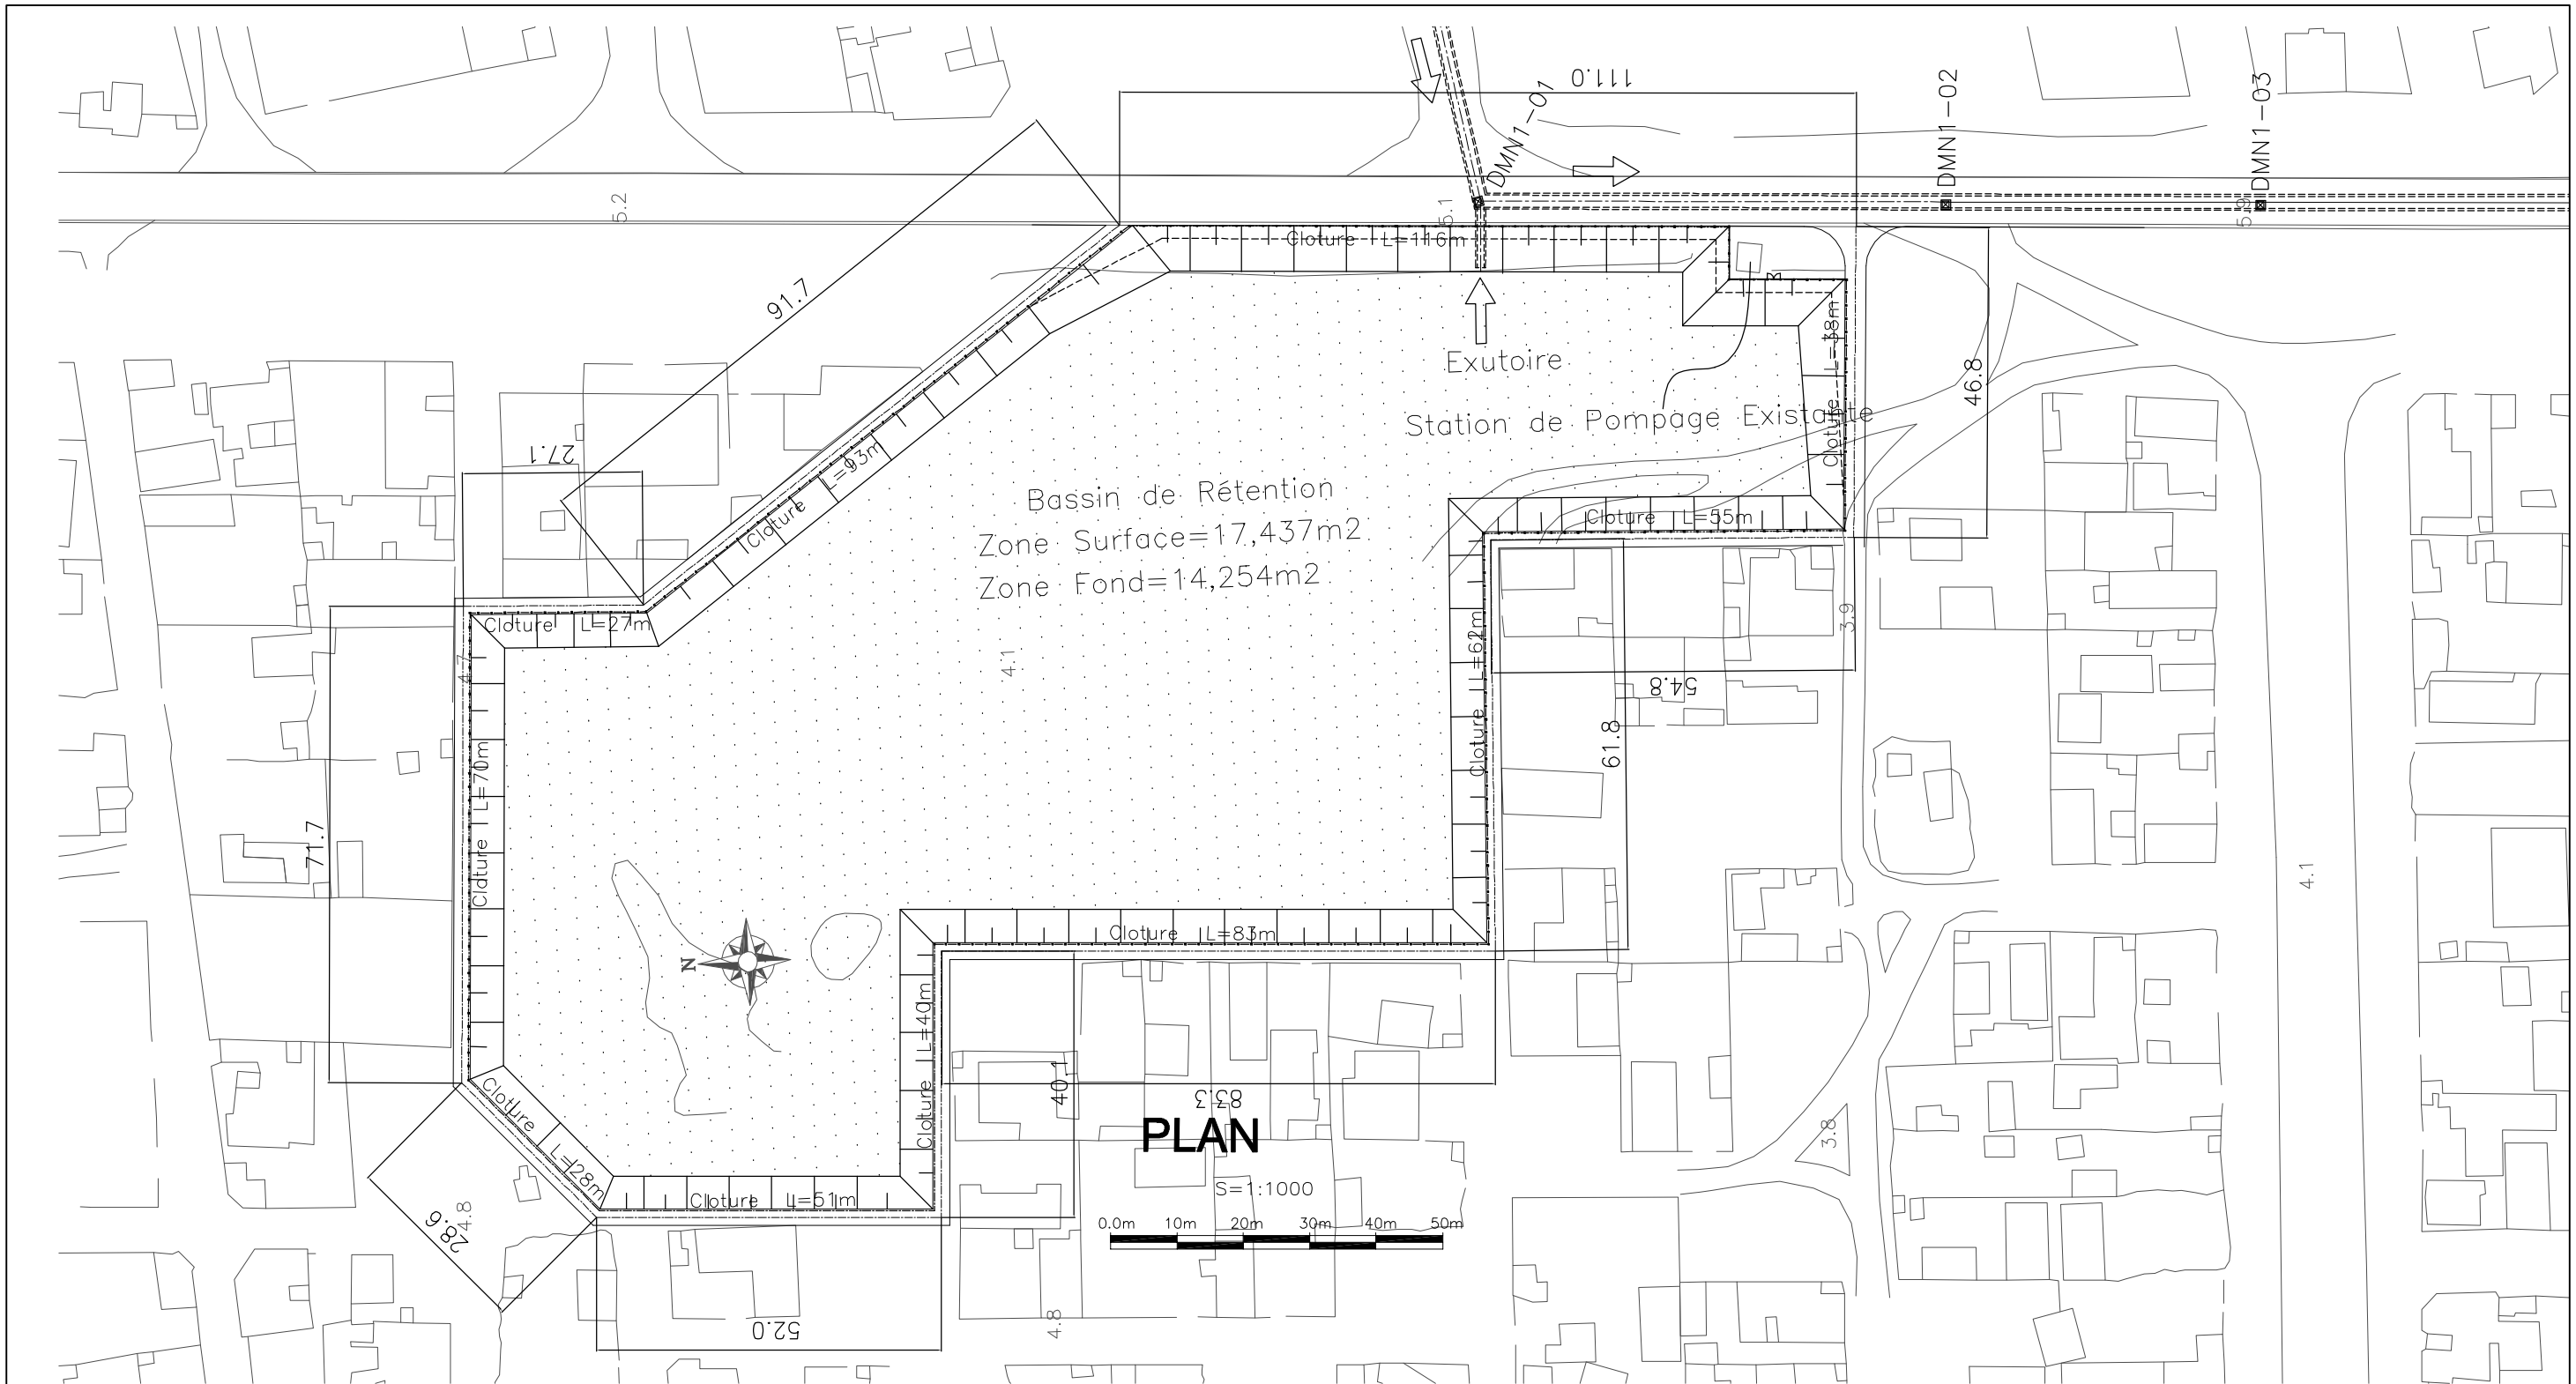 111.0
DMN1-01
DMN1-02
DMN1-03
5.2
5.1
5.9
Cloture L=116m
91.7
Exutoire
Cloture L=38m
46.8
Station de Pompage Existante
27.1
Cloture L=93m
Bassin de Rétention
Zone Surface=17,437m2
Zone Fond=14,254m2
Cloture L=55m
Cloture L=27m
3.9
4.7
4.1
Cloture L=62m
54.8
61.8
71.7
Cloture L=70m
4.1
Cloture L=83m
N
Cloture L=40m
40.1
83.3
PLAN
S=1:1000
0.0m 10m 20m 30m 40m 50m
3.8
Cloture L=28m
Cloture L=51m
28.6
4.8
52.0
4.8